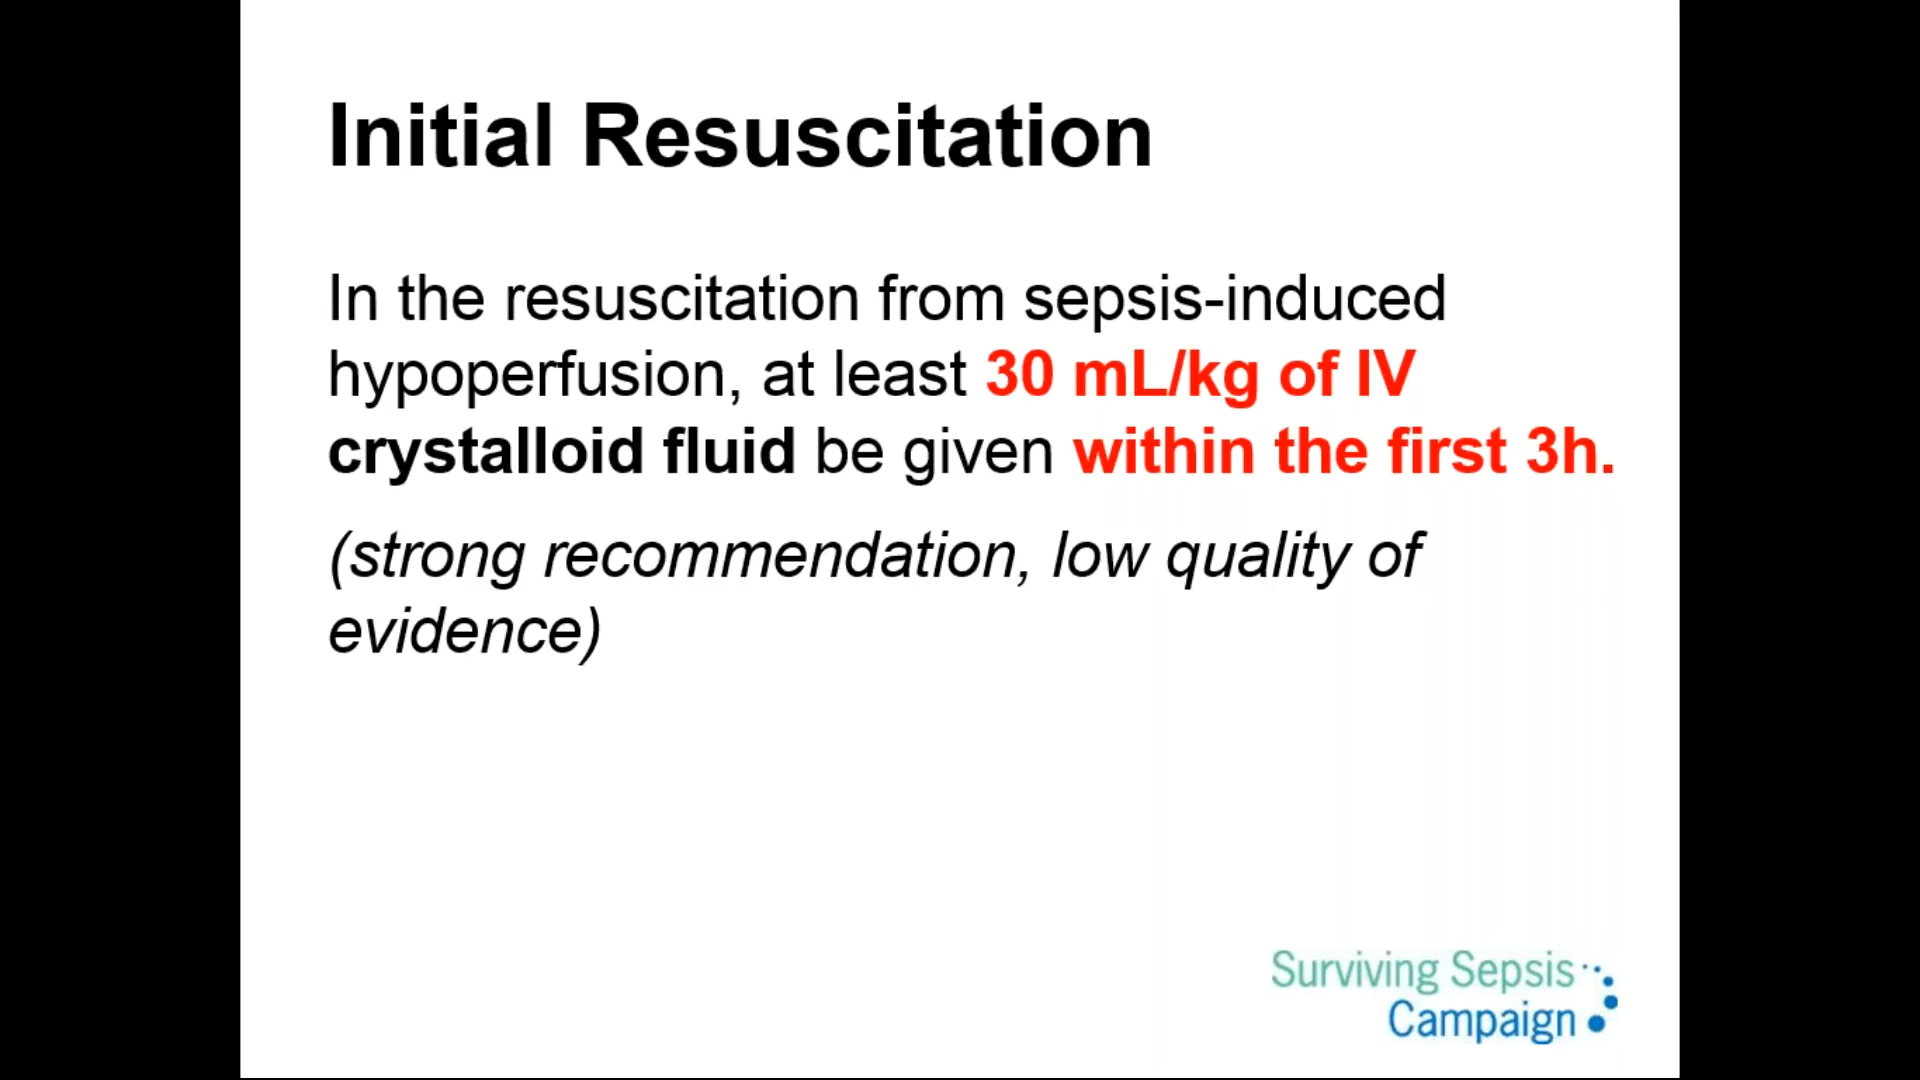 Initial Resuscitation
In the resuscitation from sepsis-induced
hypoperfusion, at least 30 mL/kg of IV
crystalloid fluid be given within the first 3h.
(strong recommendation, low quality of
evidence)
Surviving Sepsis
Campaign